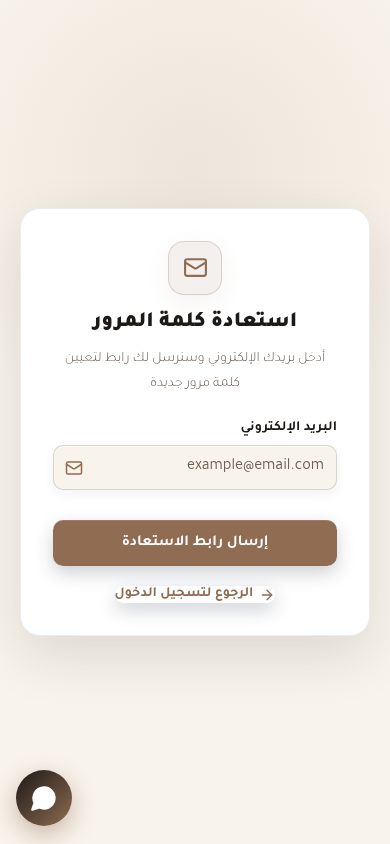 استعادة كلمة المرور
أدخل بريدك الإلكتروني وسنرسل لك رابط لتعيين
كلمة مرور جديدة
البريد الإلكتروني
example@email.com
إرسال رابط الاستعادة
الرجوع لتسجيل الدخول